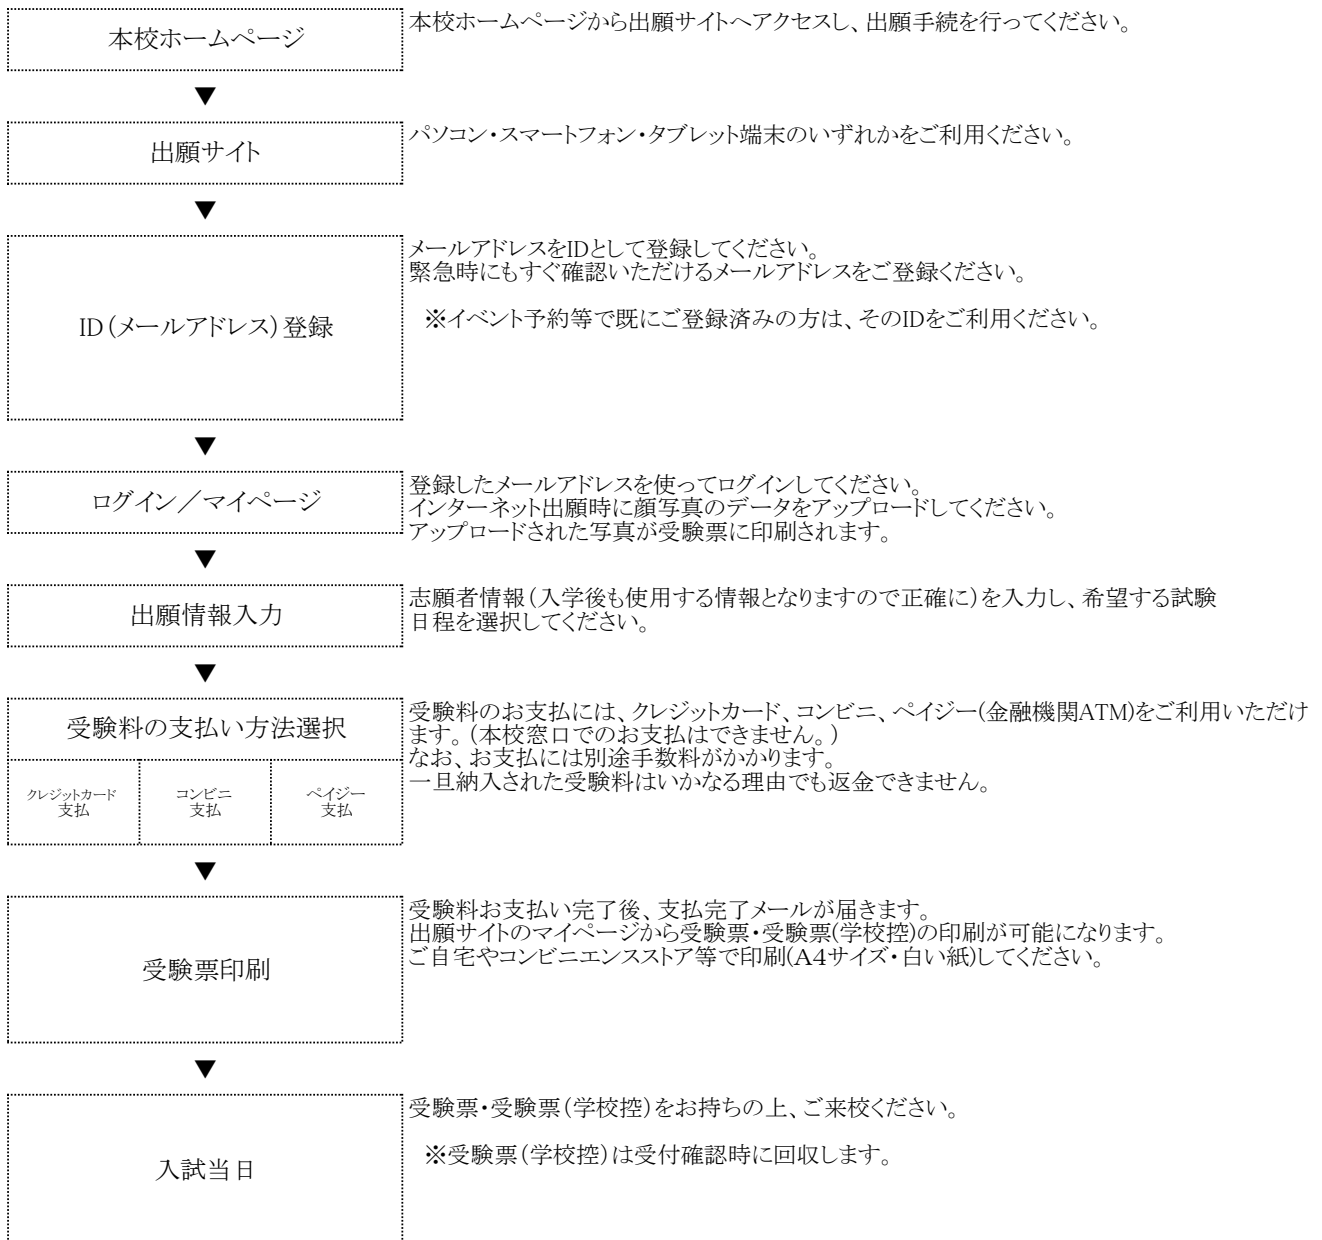 本校ホームページ
本校ホームページから出願サイトへアクセスし、出願手続を行ってください。
▼
出願サイト
パソコン・スマートフォン・タブレット端末のいずれかをご利用ください。
▼
ID（メールアドレス）登録
メールアドレスをIDとして登録してください。
緊急時にもすぐ確認いただけるメールアドレスをご登録ください。
※イベント予約等で既にご登録済みの方は、そのIDをご利用ください。
▼
ログイン／マイページ
登録したメールアドレスを使ってログインしてください。
インターネット出願時に顔写真のデータをアップロードしてください。
アップロードされた写真が受験票に印刷されます。
▼
出願情報入力
志願者情報（入学後も使用する情報となりますので正確に）を入力し、希望する試験
日程を選択してください。
▼
受験料の支払い方法選択
クレジットカード
支払
コンビニ
支払
ペイジー
支払
受験料のお支払には、クレジットカード、コンビニ、ペイジー(金融機関ATM)をご利用いただけ
ます。（本校窓口でのお支払はできません。）
なお、お支払には別途手数料がかかります。
一旦納入された受験料はいかなる理由でも返金できません。
▼
受験票印刷
受験料お支払い完了後、支払完了メールが届きます。
出願サイトのマイページから受験票・受験票(学校控)の印刷が可能になります。
ご自宅やコンビニエンスストア等で印刷(A4サイズ・白い紙)してください。
▼
入試当日
受験票・受験票（学校控）をお持ちの上、ご来校ください。
※受験票（学校控）は受付確認時に回収します。